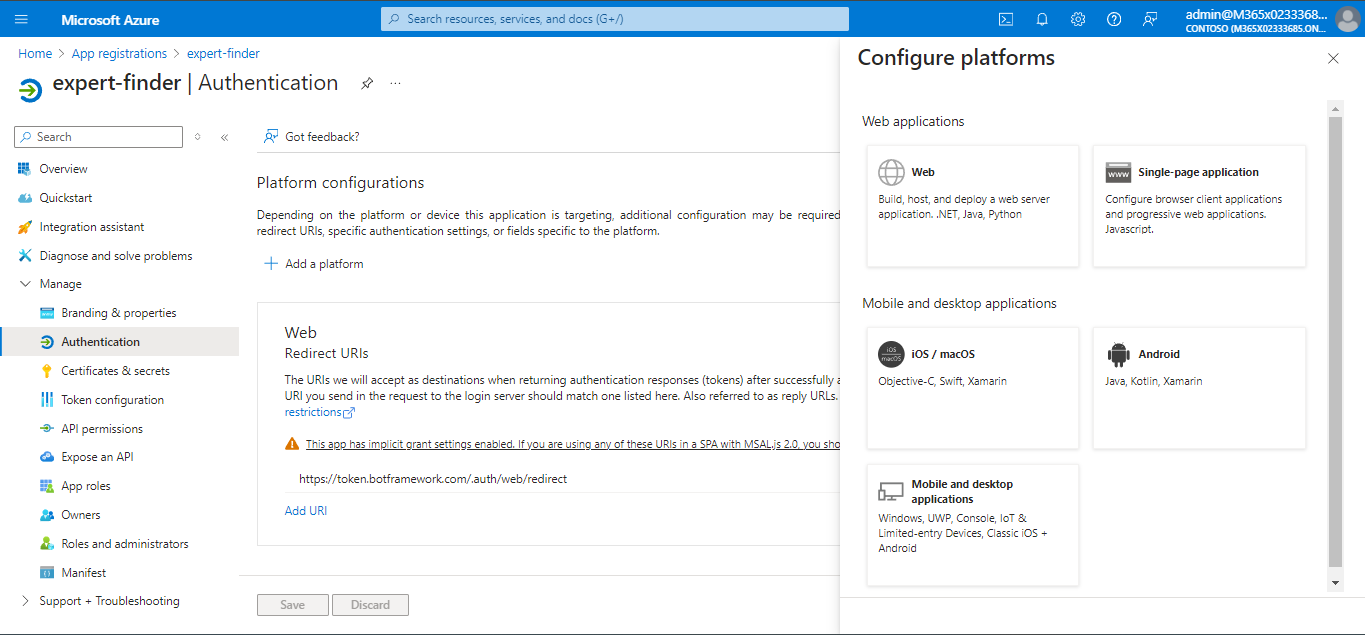 Microsoft Azure
Search resources, services, and docs (G+/)
admin@M365x0233368...
CONTOSO (M365X02333685.ON...
Home > App registrations > expert-finder
expert-finder | Authentication
...
Search
Overview
Quickstart
Integration assistant
Diagnose and solve problems
Manage
Branding & properties
Authentication
Certificates & secrets
Token configuration
API permissions
Expose an API
App roles
Owners
Roles and administrators
Manifest
Support + Troubleshooting
Got feedback?
Platform configurations
Depending on the platform or device this application is targeting, additional configuration may be required
redirect URIs, specific authentication settings, or fields specific to the platform.
Add a platform
Web
Redirect URIs
The URIs we will accept as destinations when returning authentication responses (tokens) after successfully a
URI you send in the request to the login server should match one listed here. Also referred to as reply URLs.
restrictions
This app has implicit grant settings enabled. If you are using any of these URIs in a SPA with MSAL.js 2.0, you sho
https://token.botframework.com/.auth/web/redirect
Add URI
Save
Discard
Configure platforms
Web applications
Web
Build, host, and deploy a web server
application. .NET, Java, Python
www
Single-page application
Configure browser client applications
and progressive web applications.
Javascript.
Mobile and desktop applications
iOS
macOS
iOS / macOS
Objective-C, Swift, Xamarin
Android
Java, Kotlin, Xamarin
Mobile and desktop
applications
Windows, UWP, Console, IoT &
Limited-entry Devices, Classic iOS +
Android